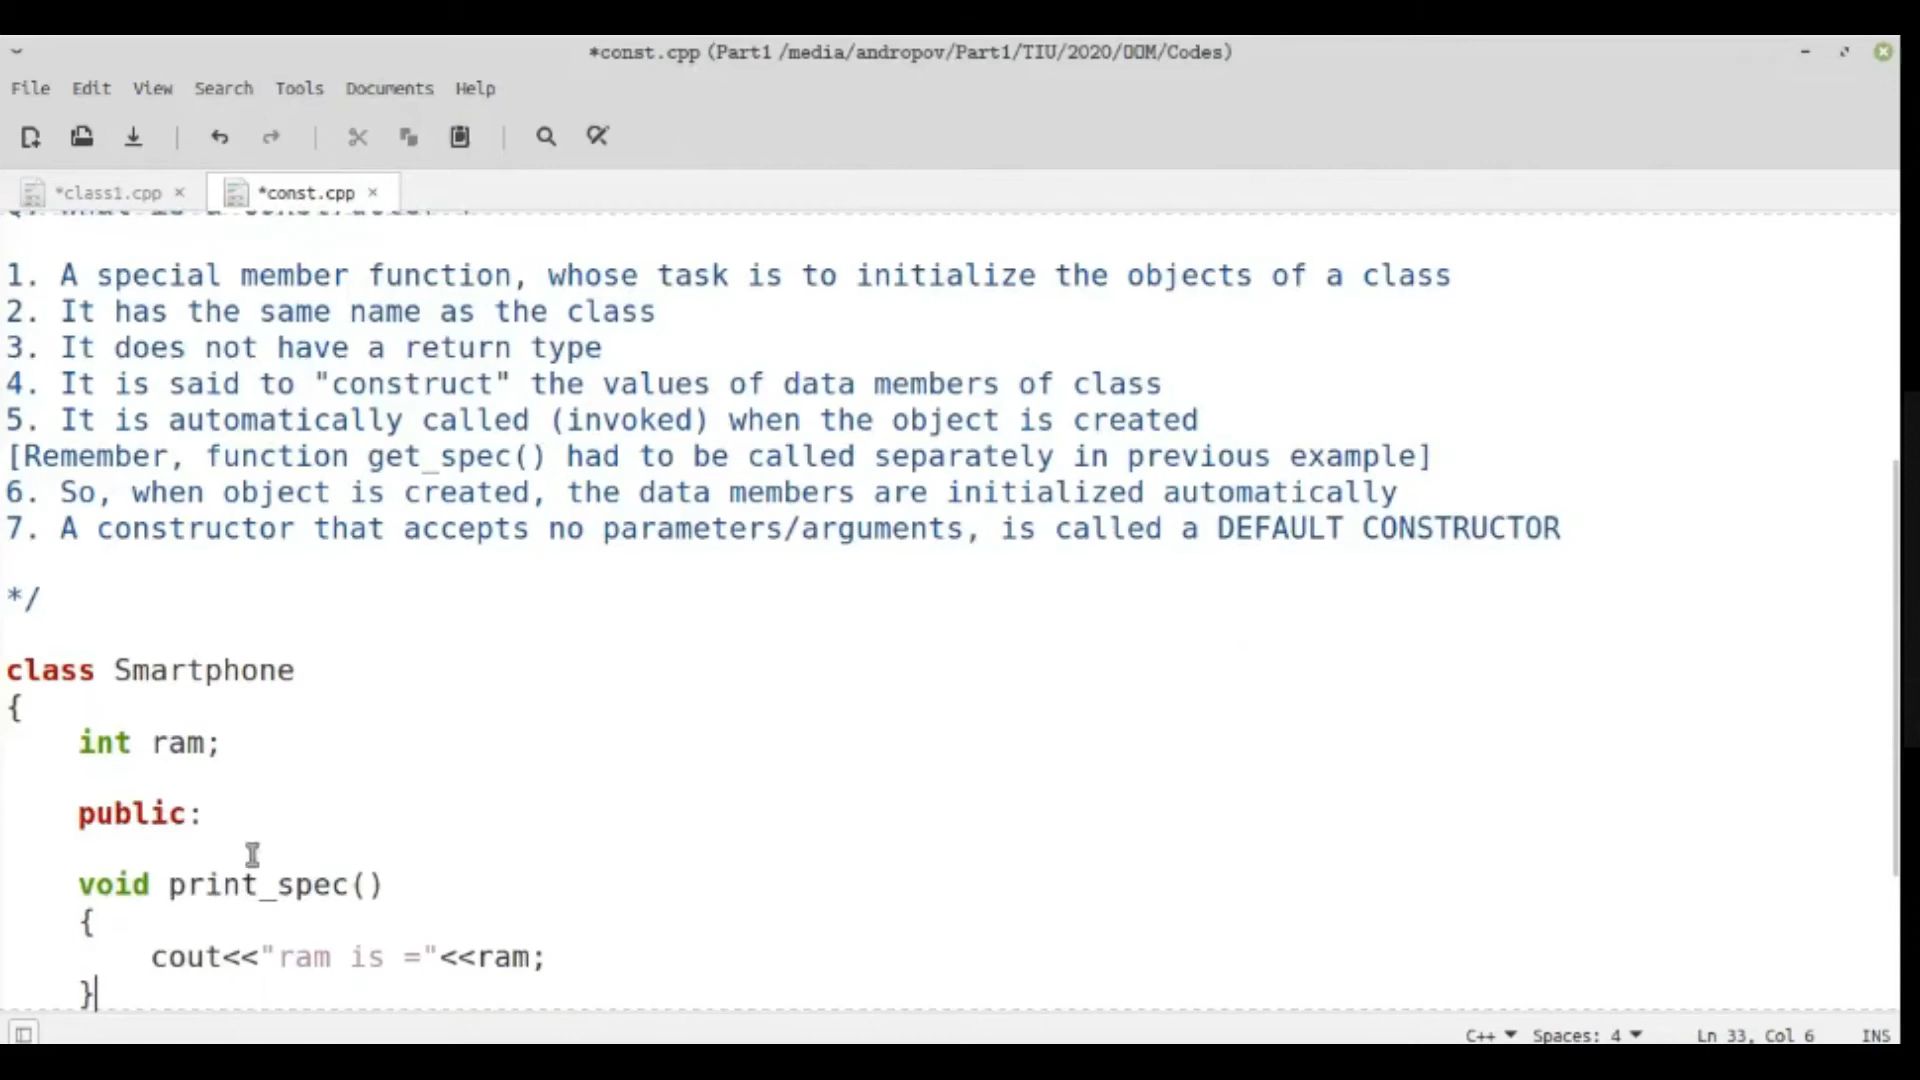 *const.cpp (Part1 /media/andropov/Part1/TIU/2020/OOM/Codes)
File Edit View Search Tools Documents Help
*class1.cpp × *const.cpp ×
1. A special member function, whose task is to initialize the objects of a class
2. It has the same name as the class
3. It does not have a return type
4. It is said to "construct" the values of data members of class
5. It is automatically called (invoked) when the object is created
[Remember, function get_spec() had to be called separately in previous example]
6. So, when object is created, the data members are initialized automatically
7. A constructor that accepts no parameters/arguments, is called a DEFAULT CONSTRUCTOR
*/
class Smartphone
{
int ram;
public:
void print_spec()
{
cout<<"ram is ="<<ram;
}
C++ Spaces: 4 Ln 33, Col 6 INS